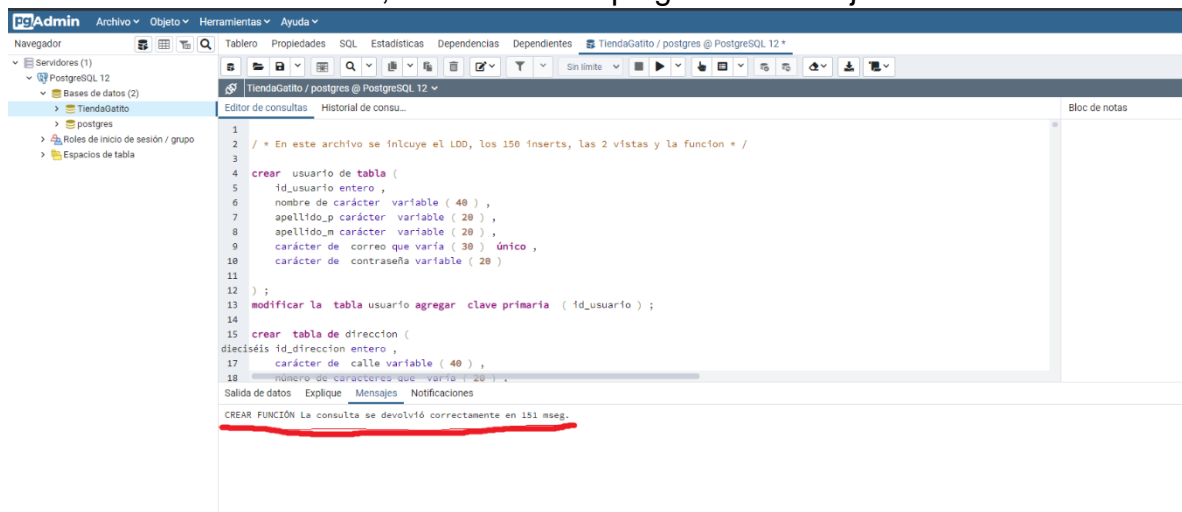 PgAdmin Archivo Objeto Herramientas Ayuda
Navegador
Tablero Propiedades SQL Estadísticas Dependencias Dependientes TiendaGatito / postgres @ PostgreSQL 12 *
Servidores (1)
PostgreSQL 12
Bases de datos (2)
TiendaGatito
postgres
Roles de inicio de sesión / grupo
Espacios de tabla
Sin límite
TiendaGatito / postgres @ PostgreSQL 12
Editor de consultas Historial de consu... Bloc de notas
1
2 / * En este archivo se inlcuye el LDD, los 150 inserts, las 2 vistas y la funcion * /
3
4 crear usuario de tabla (
5 id_usuario entero ,
6 nombre de carácter variable ( 40 ) ,
7 apellido_p carácter variable ( 20 ) ,
8 apellido_m carácter variable ( 20 ) ,
9 carácter de correo que varía ( 30 ) único ,
10 carácter de contraseña variable ( 20 )
11
12 ) ;
13 modificar la tabla usuario agregar clave primaria ( id_usuario ) ;
14
15 crear tabla de direccion (
dieciséis id_direccion entero ,
17 carácter de calle variable ( 40 ) ,
18 número de caracteres que varía ( 20 ) ,
Salida de datos Explique Mensajes Notificaciones
CREAR FUNCIÓN La consulta se devolvió correctamente en 151 mseg.